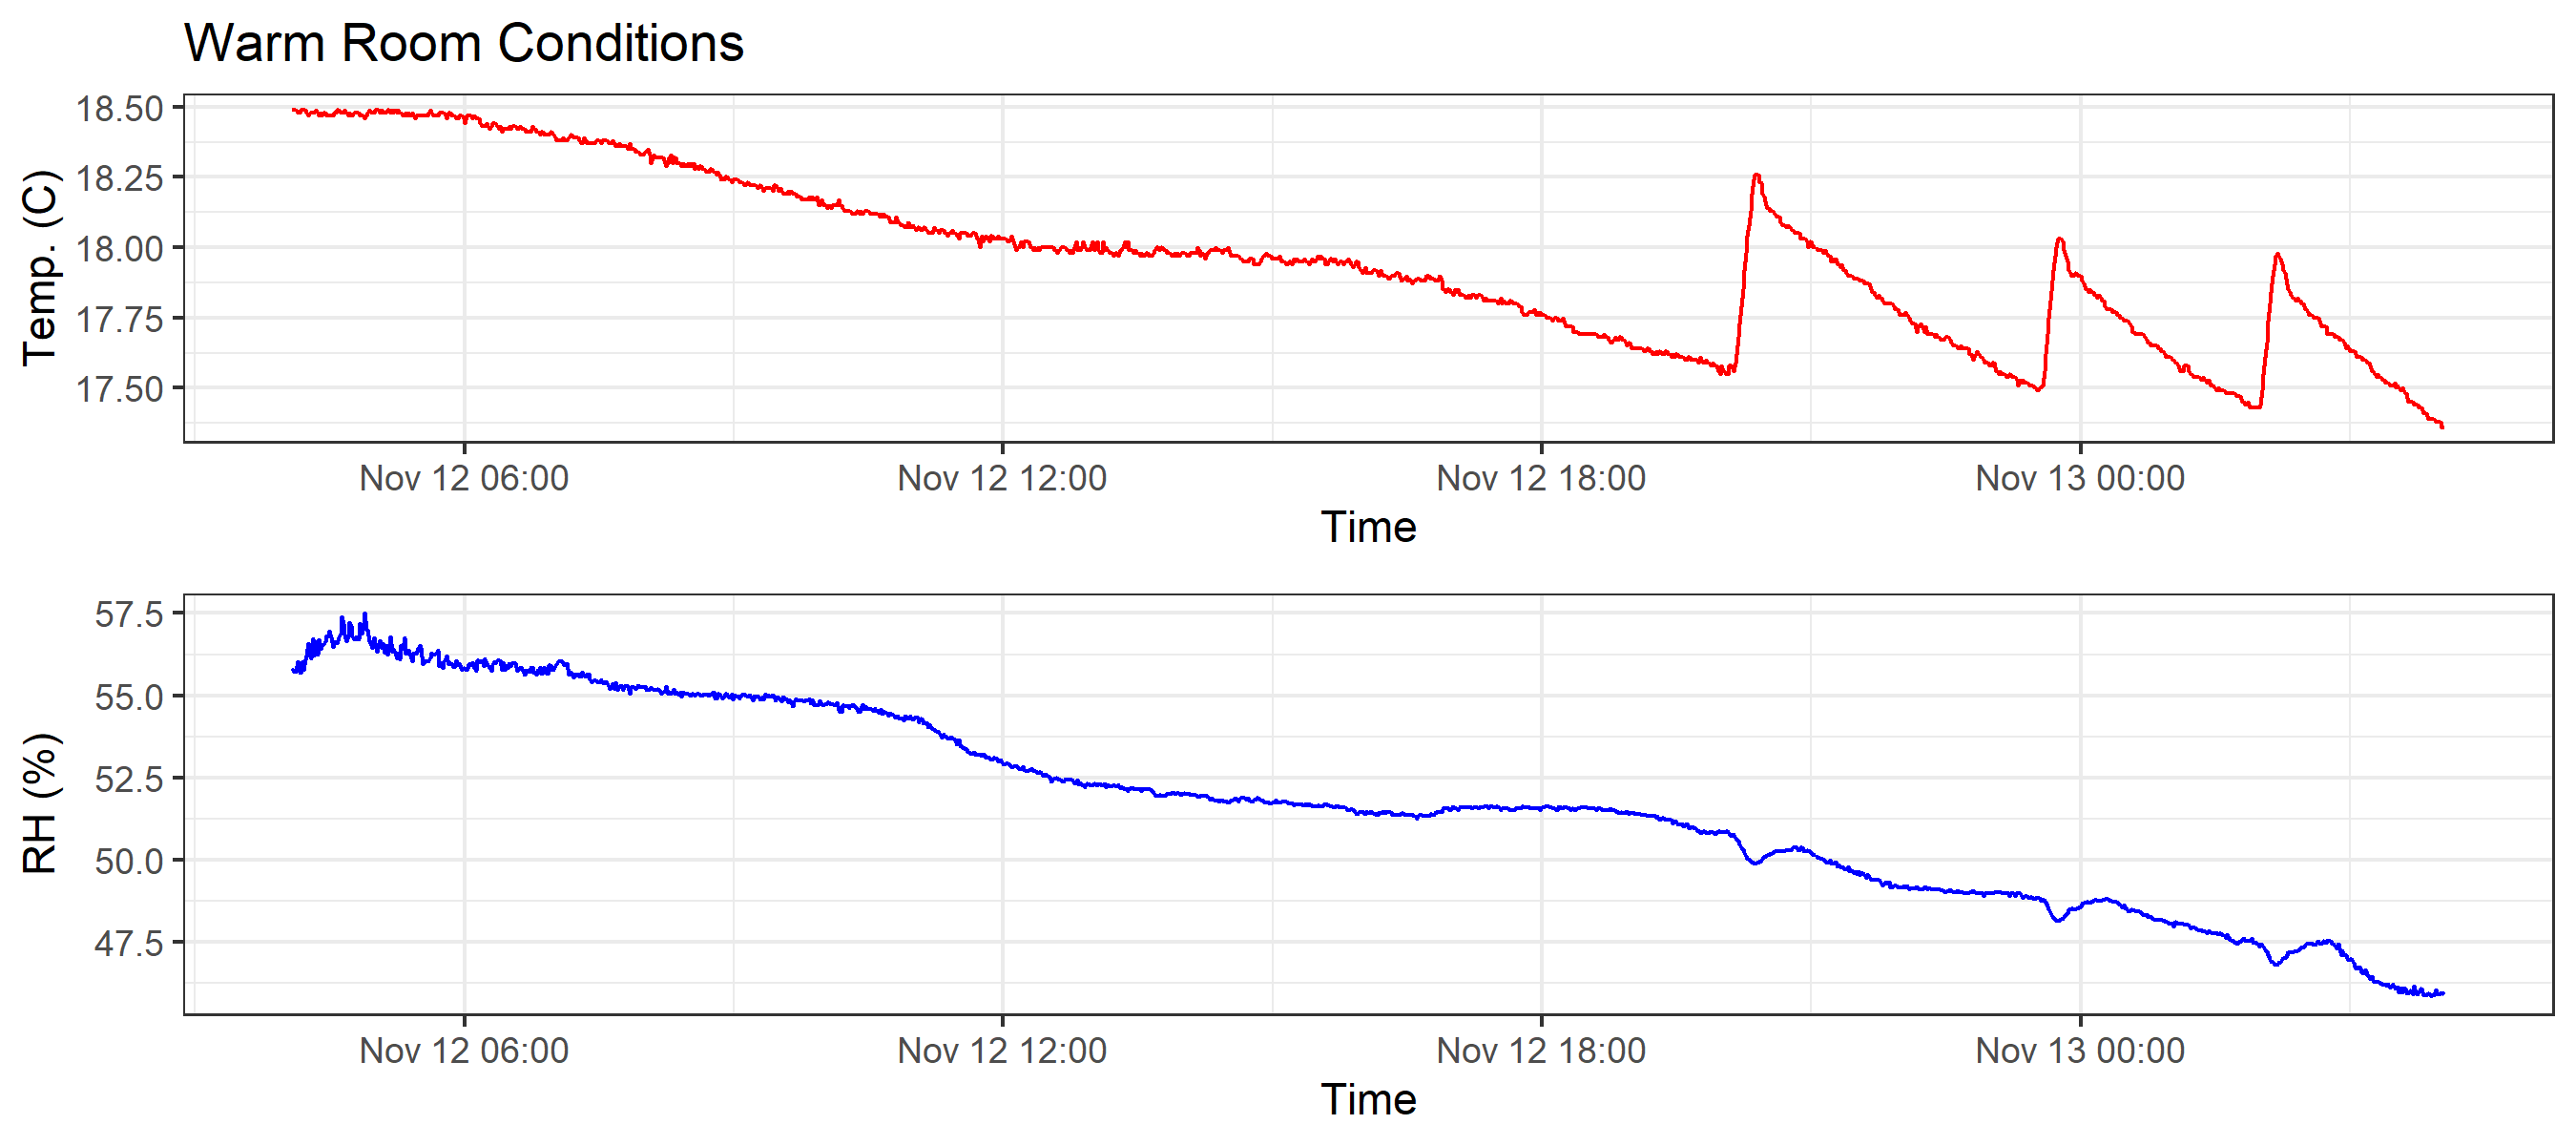 Warm Room Conditions
Temp. (C)
18.50
18.25
18.00
17.75
17.50
Nov 12 06:00 Nov 12 12:00 Nov 12 18:00 Nov 13 00:00
Time
RH (%)
57.5
55.0
52.5
50.0
47.5
Nov 12 06:00 Nov 12 12:00 Nov 12 18:00 Nov 13 00:00
Time